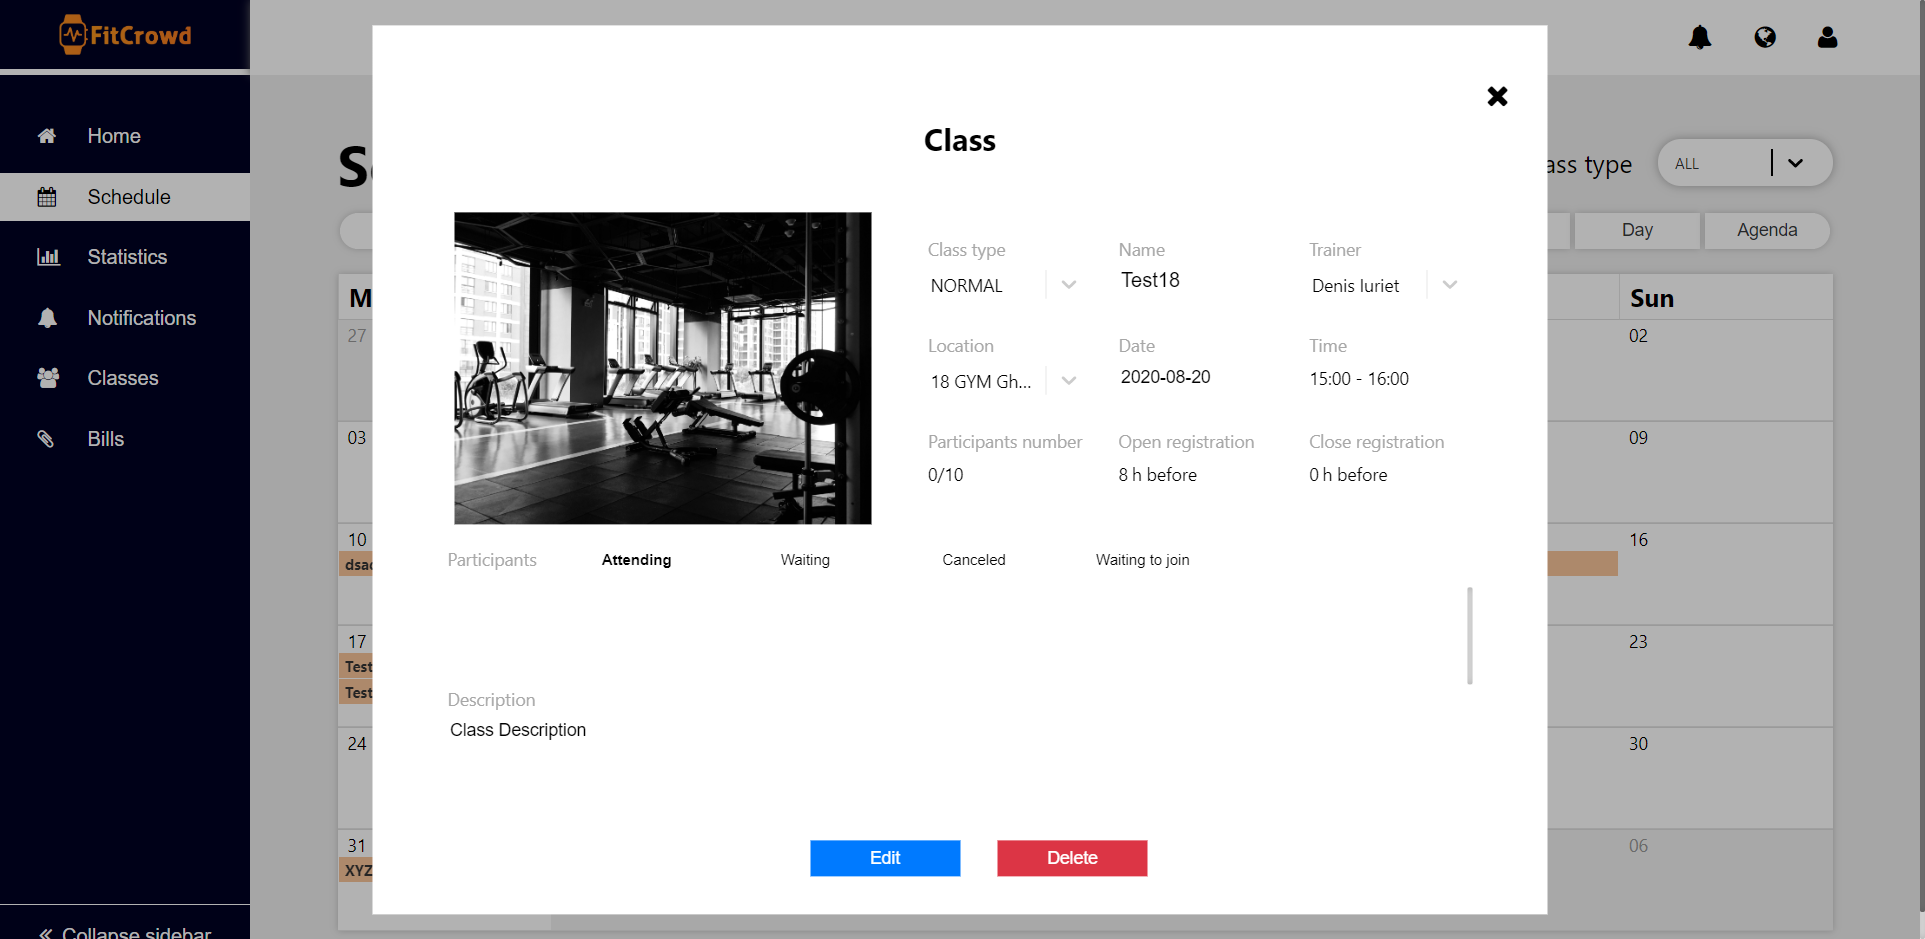 FitCrowd
Home
Schedule
Statistics
Notifications
Classes
Bills
Collapse sidebar
ALL
Day
Agenda
Sun
27
02
03
09
10
16
17
23
Test
Test
24
30
31
06
XYZ
Class
Class type
Name
Trainer
NORMAL
Test18
Denis Iuriet
Location
Date
Time
18 GYM Gh...
2020-08-20
15:00 - 16:00
Participants number
Open registration
Close registration
0/10
8 h before
0 h before
Participants
Attending
Waiting
Canceled
Waiting to join
Description
Class Description
Edit
Delete